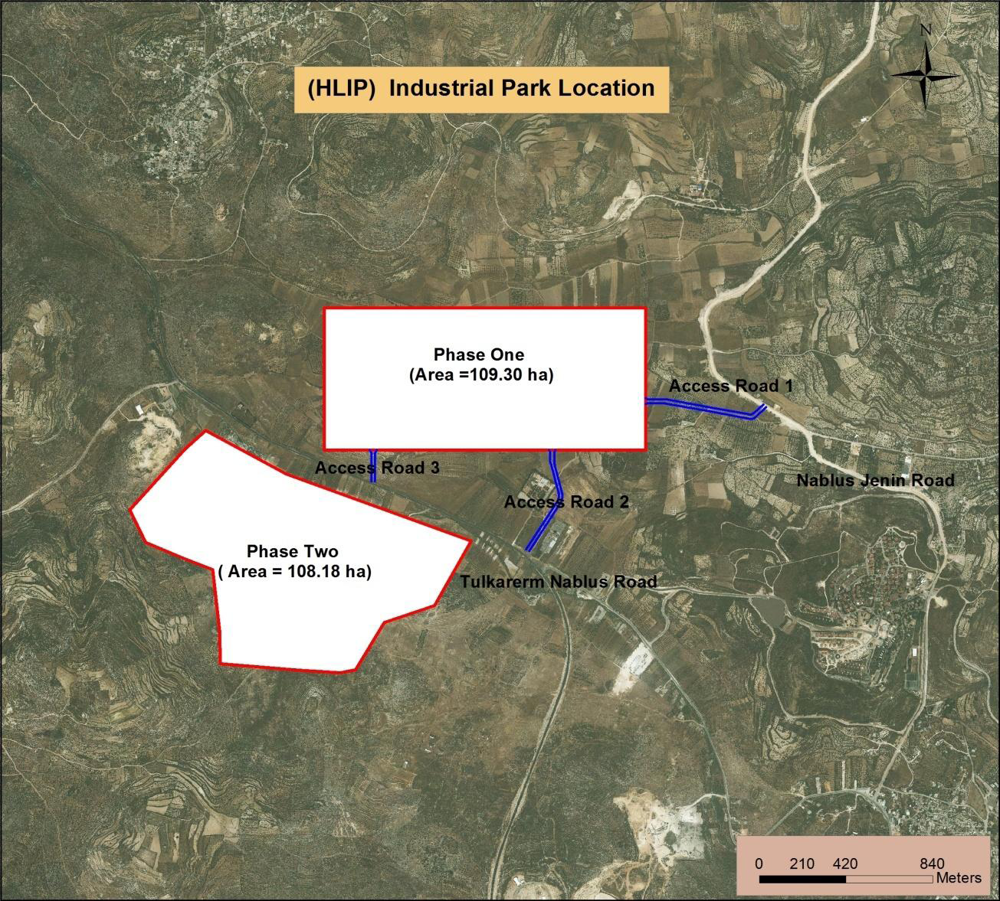 N
(HLIP)  Industrial Park Location
Phase One
(Area =109.30 ha)
Access Road 1
Access Road 3
Nablus Jenin Road
Access Road 2
Phase Two
( Area = 108.18 ha)
Tulkarerm Nablus Road
0 210 420 840
Meters